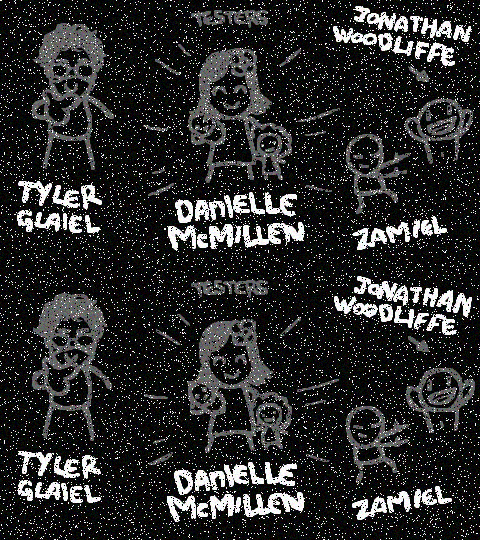 TESTERS
JONATHAN
WOODLIFFE
TYLER
GLAIEL
DANIELLE
McMILLEN
ZAMIEL
TESTERS
JONATHAN
WOODLIFFE
TYLER
GLAIEL
DANIELLE
McMILLEN
ZAMIEL